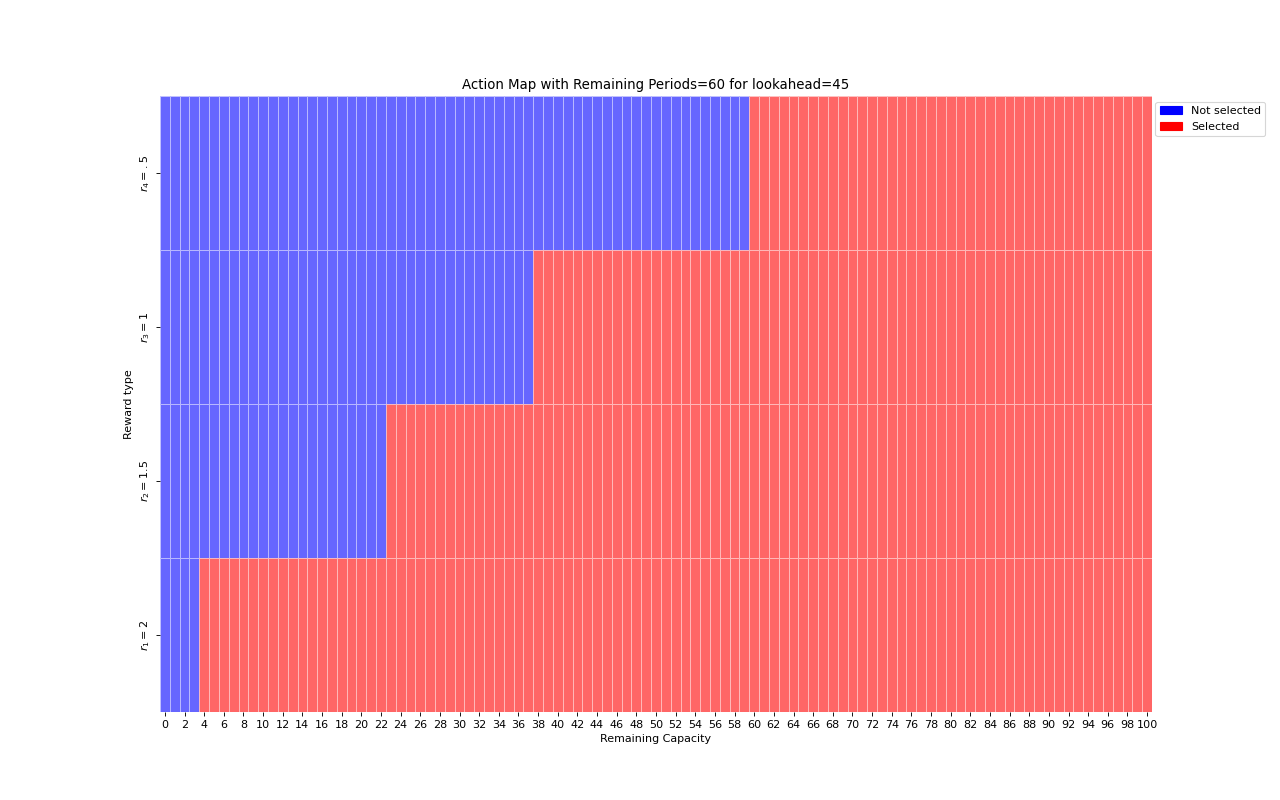 Action Map with Remaining Periods=60 for lookahead=45
Not selected
Selected
Reward type
r₄ = .5
r₃ = 1
r₂ = 1.5
r₁ = 2
0 2 4 6 8 10 12 14 16 18 20 22 24 26 28 30 32 34 36 38 40 42 44 46 48 50 52 54 56 58 60 62 64 66 68 70 72 74 76 78 80 82 84 86 88 90 92 94 96 98 100
Remaining Capacity